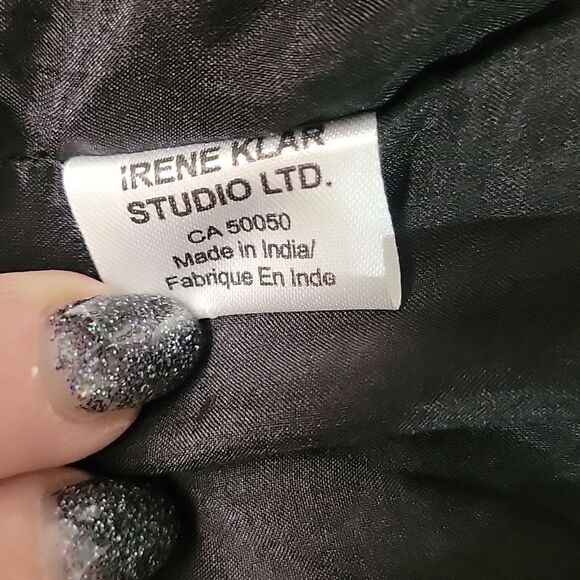 IRENE KLAR
STUDIO LTD.
CA 50050
Made in India/
Fabrique En Inde